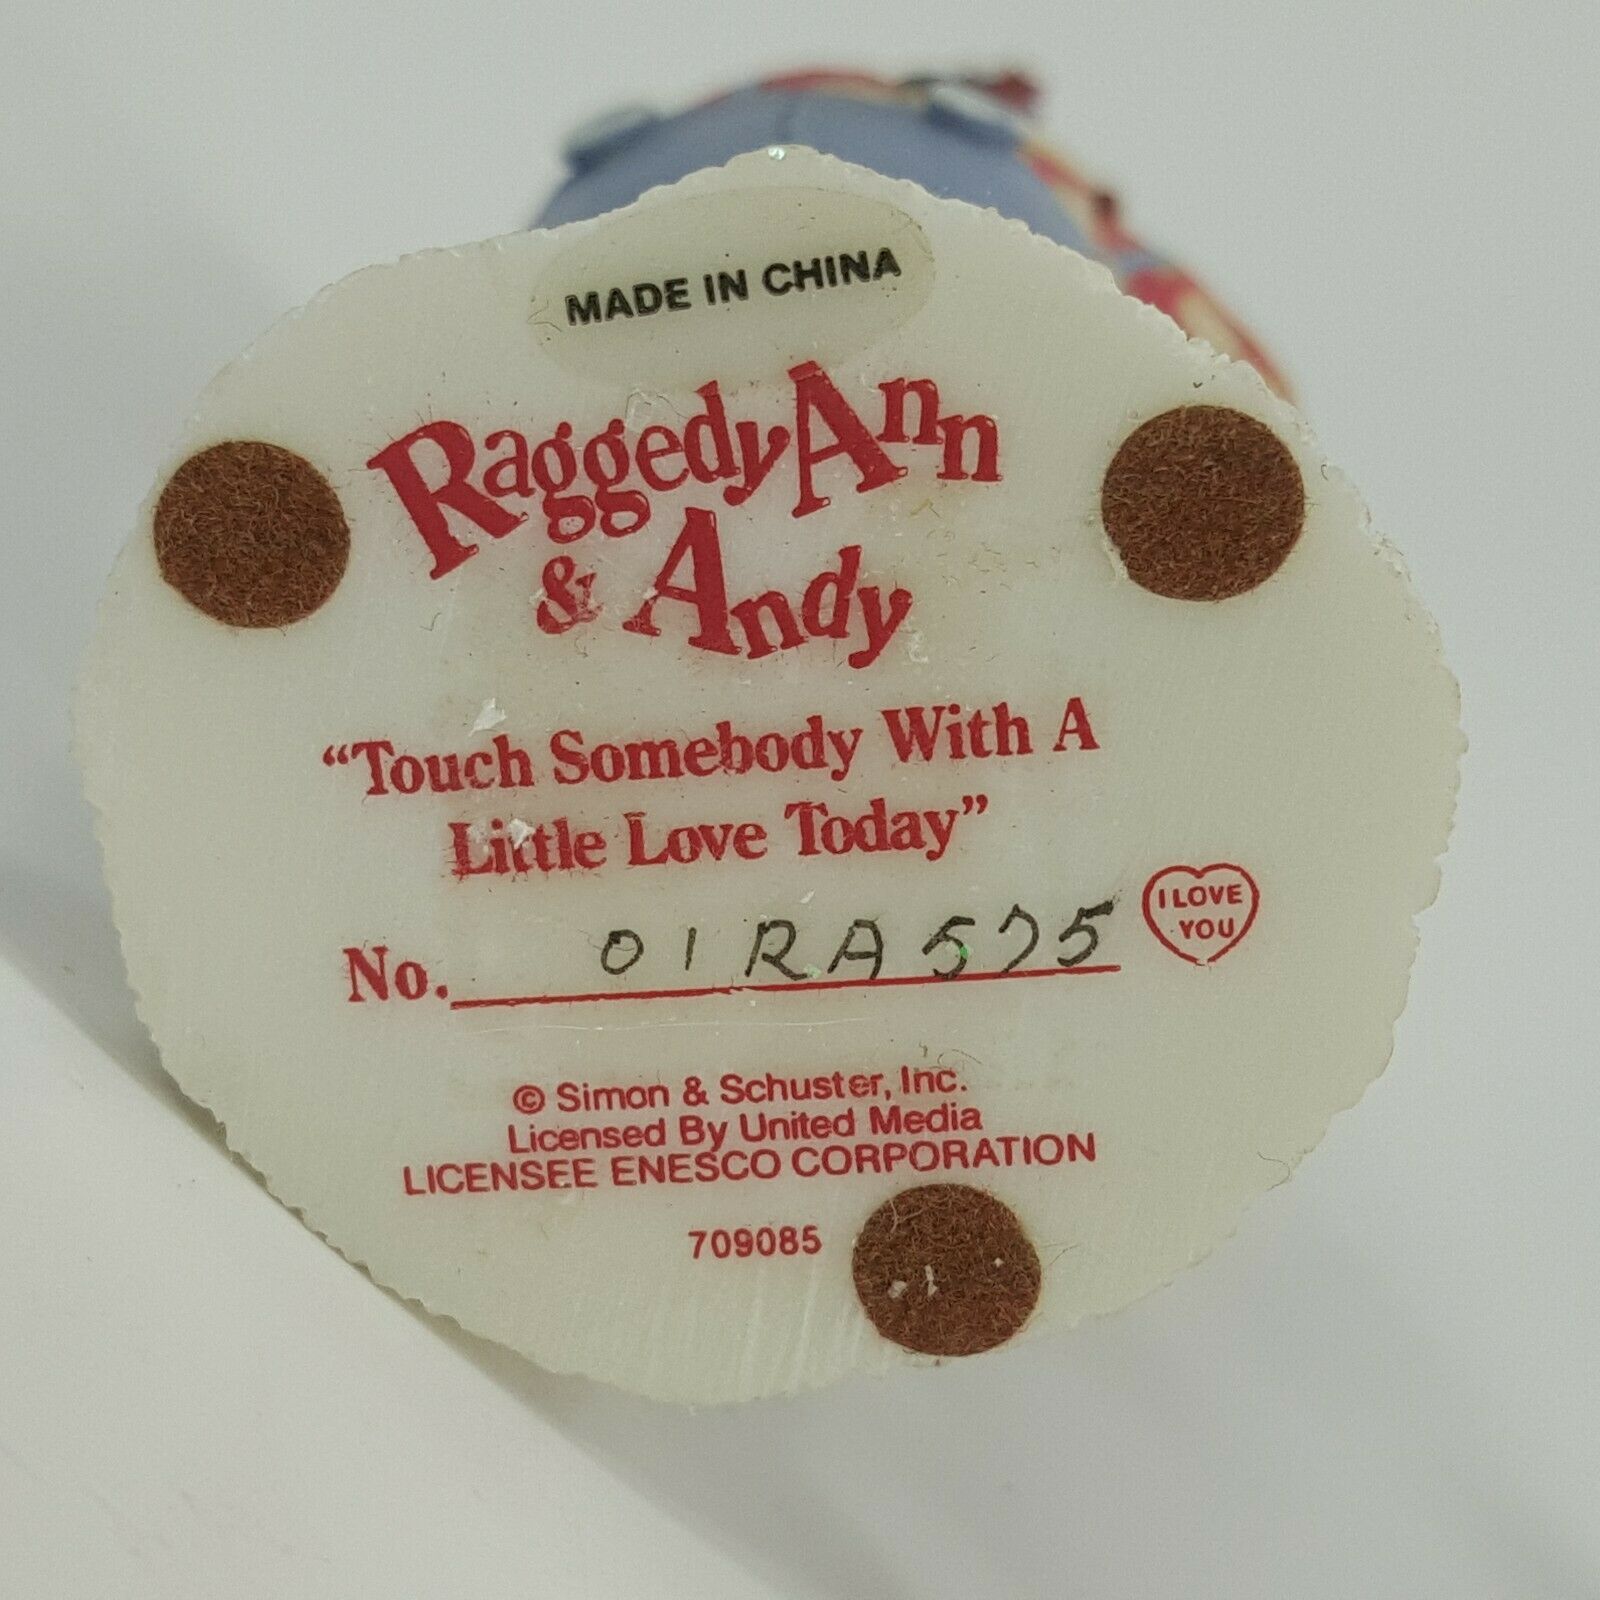 MADE IN CHINA
Raggedy Ann
& Andy
“Touch Somebody With A
Little Love Today”
No. 01RA575
I LOVE
YOU
© Simon & Schuster, Inc.
Licensed By United Media
LICENSEE ENESCO CORPORATION
709085